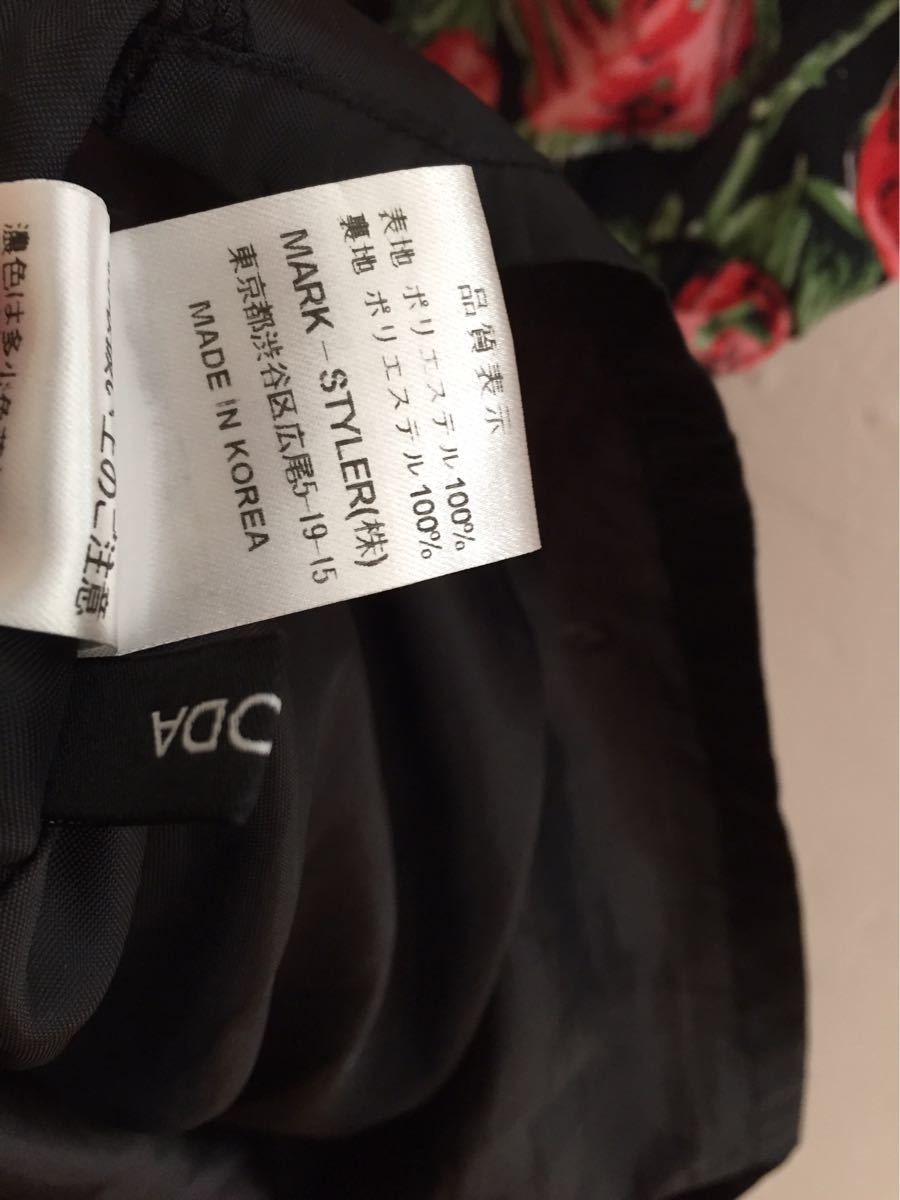 品質表示
表地 ポリエステル100%
裏地 ポリエステル100%
MARK-STYLER(株)
東京都渋谷区広尾5-19-15
MADE IN KOREA
上のご注意
濃色は多少色
ODA